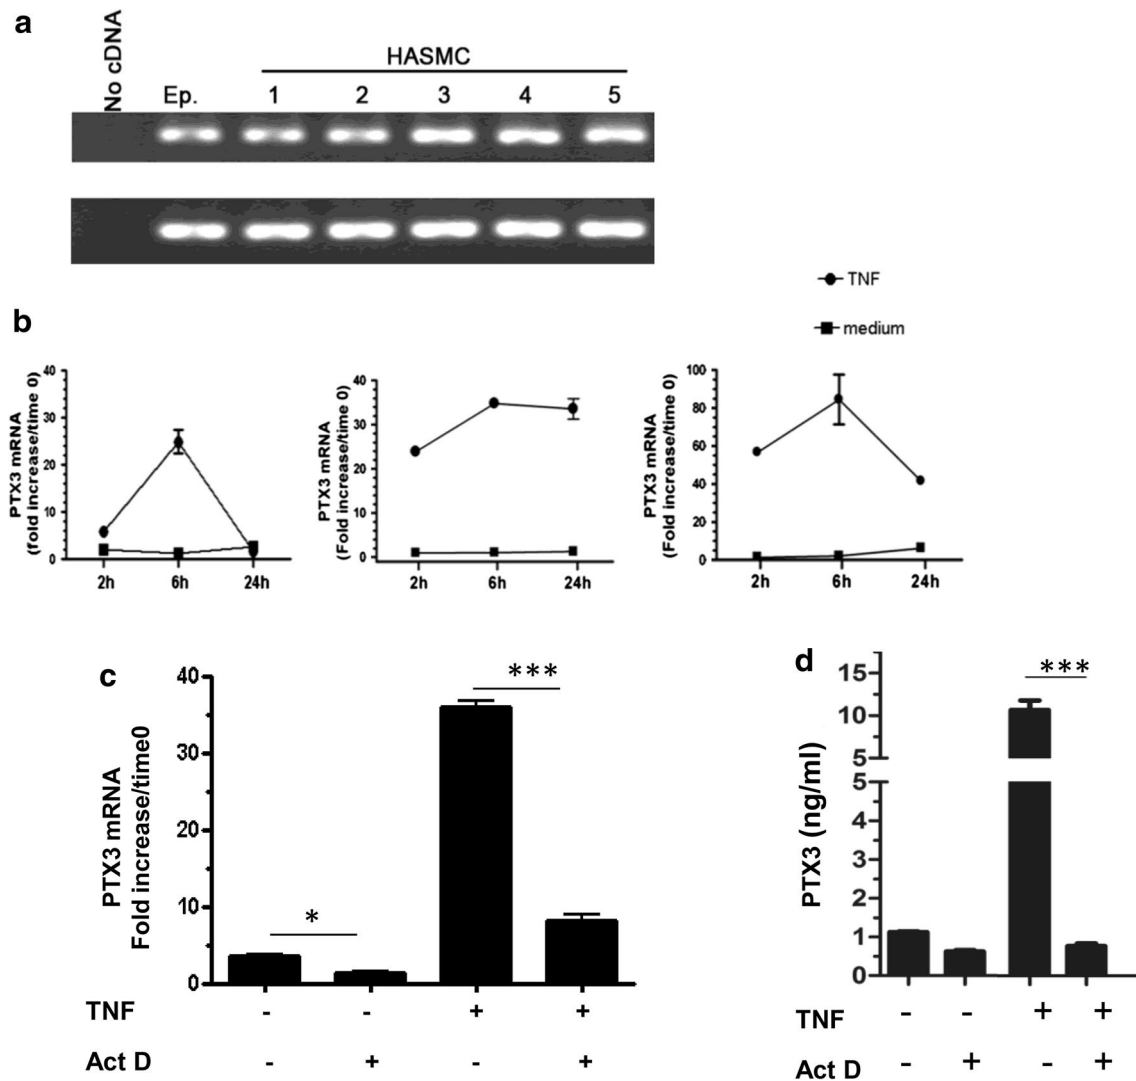 a
No cDNA
HASMC
Ep. 1 2 3 4 5
TNF
medium
b
PTX3 mRNA
(fold increase/time 0)
40
30
20
10
0
2h 6h 24h
PTX3 mRNA
(Fold increase/time 0)
40
30
20
10
0
2h 6h 24h
PTX3 mRNA
(Fold increase/time 0)
100
80
60
40
20
0
2h 6h 24h
c
PTX3 mRNA
Fold increase/time0
40
30
20
10
0
*
***
TNF - - + +
Act D - + - +
d
PTX3 (ng/ml)
15
10
5
5
4
3
2
1
0
***
TNF - - + +
Act D - + - +